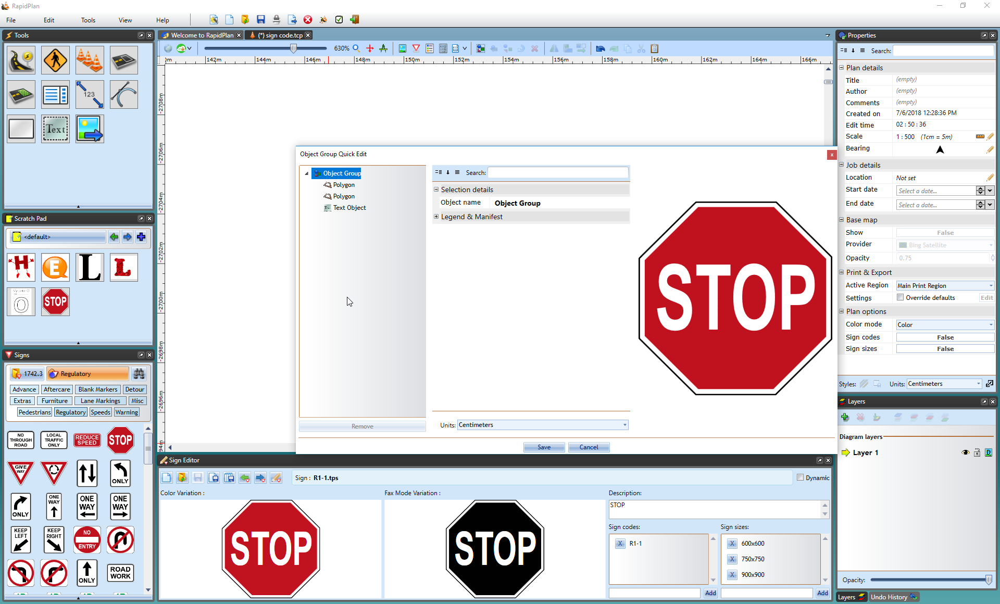 RapidPlan
File Edit Tools View Help
Tools
Welcome to RapidPlan
(*) sign code.tcp
630%
142m 144m 146m 148m 150m 152m 154m 156m 158m 160m 162m 164m 166m
-2708m
-2706m
-2704m
-2702m
-2700m
-2698m
-2696m
123
Text
Scratch Pad
<default>
H E L L
O STOP
Signs
1742.3 Regulatory
Advance Aftercare Blank Markers Detour
Extras Furniture Lane Markings Misc
Pedestrians Regulatory Speeds Warning
NO THROUGH ROAD
LOCAL TRAFFIC ONLY
REDUCE SPEED
STOP
GIVE WAY
ONLY
ONLY
ONE WAY
ONE WAY
ONE WAY
KEEP LEFT
KEEP RIGHT
NO ENTRY
ONLY
ROAD WORK
Object Group Quick Edit
Object Group
Polygon
Polygon
Text Object
Remove
Search:
Selection details
Object name Object Group
Legend & Manifest
Units: Centimeters
STOP
Save Cancel
Sign Editor
Sign : R1-1.tps
Dynamic
Color Variation :
STOP
Fax Mode Variation :
STOP
Description:
STOP
Sign codes:
X R1-1
Add
Sign sizes:
X 600x600
X 750x750
X 900x900
Add
Properties
Search:
Plan details
Title (empty)
Author (empty)
Comments (empty)
Created on 7/6/2018 12:28:36 PM
Edit time 02 : 50 : 36
Scale 1 : 500 (1cm = 5m)
Bearing
Job details
Location Not set
Start date Select a date...
End date Select a date...
Base map
Show False
Provider Bing Satellite
Opacity 0.75
Print & Export
Active Region Main Print Region
Settings Override defaults Edit
Plan options
Color mode Color
Sign codes False
Sign sizes False
Styles: Units: Centimeters
Layers
Diagram layers
Layer 1
Opacity:
Layers Undo History